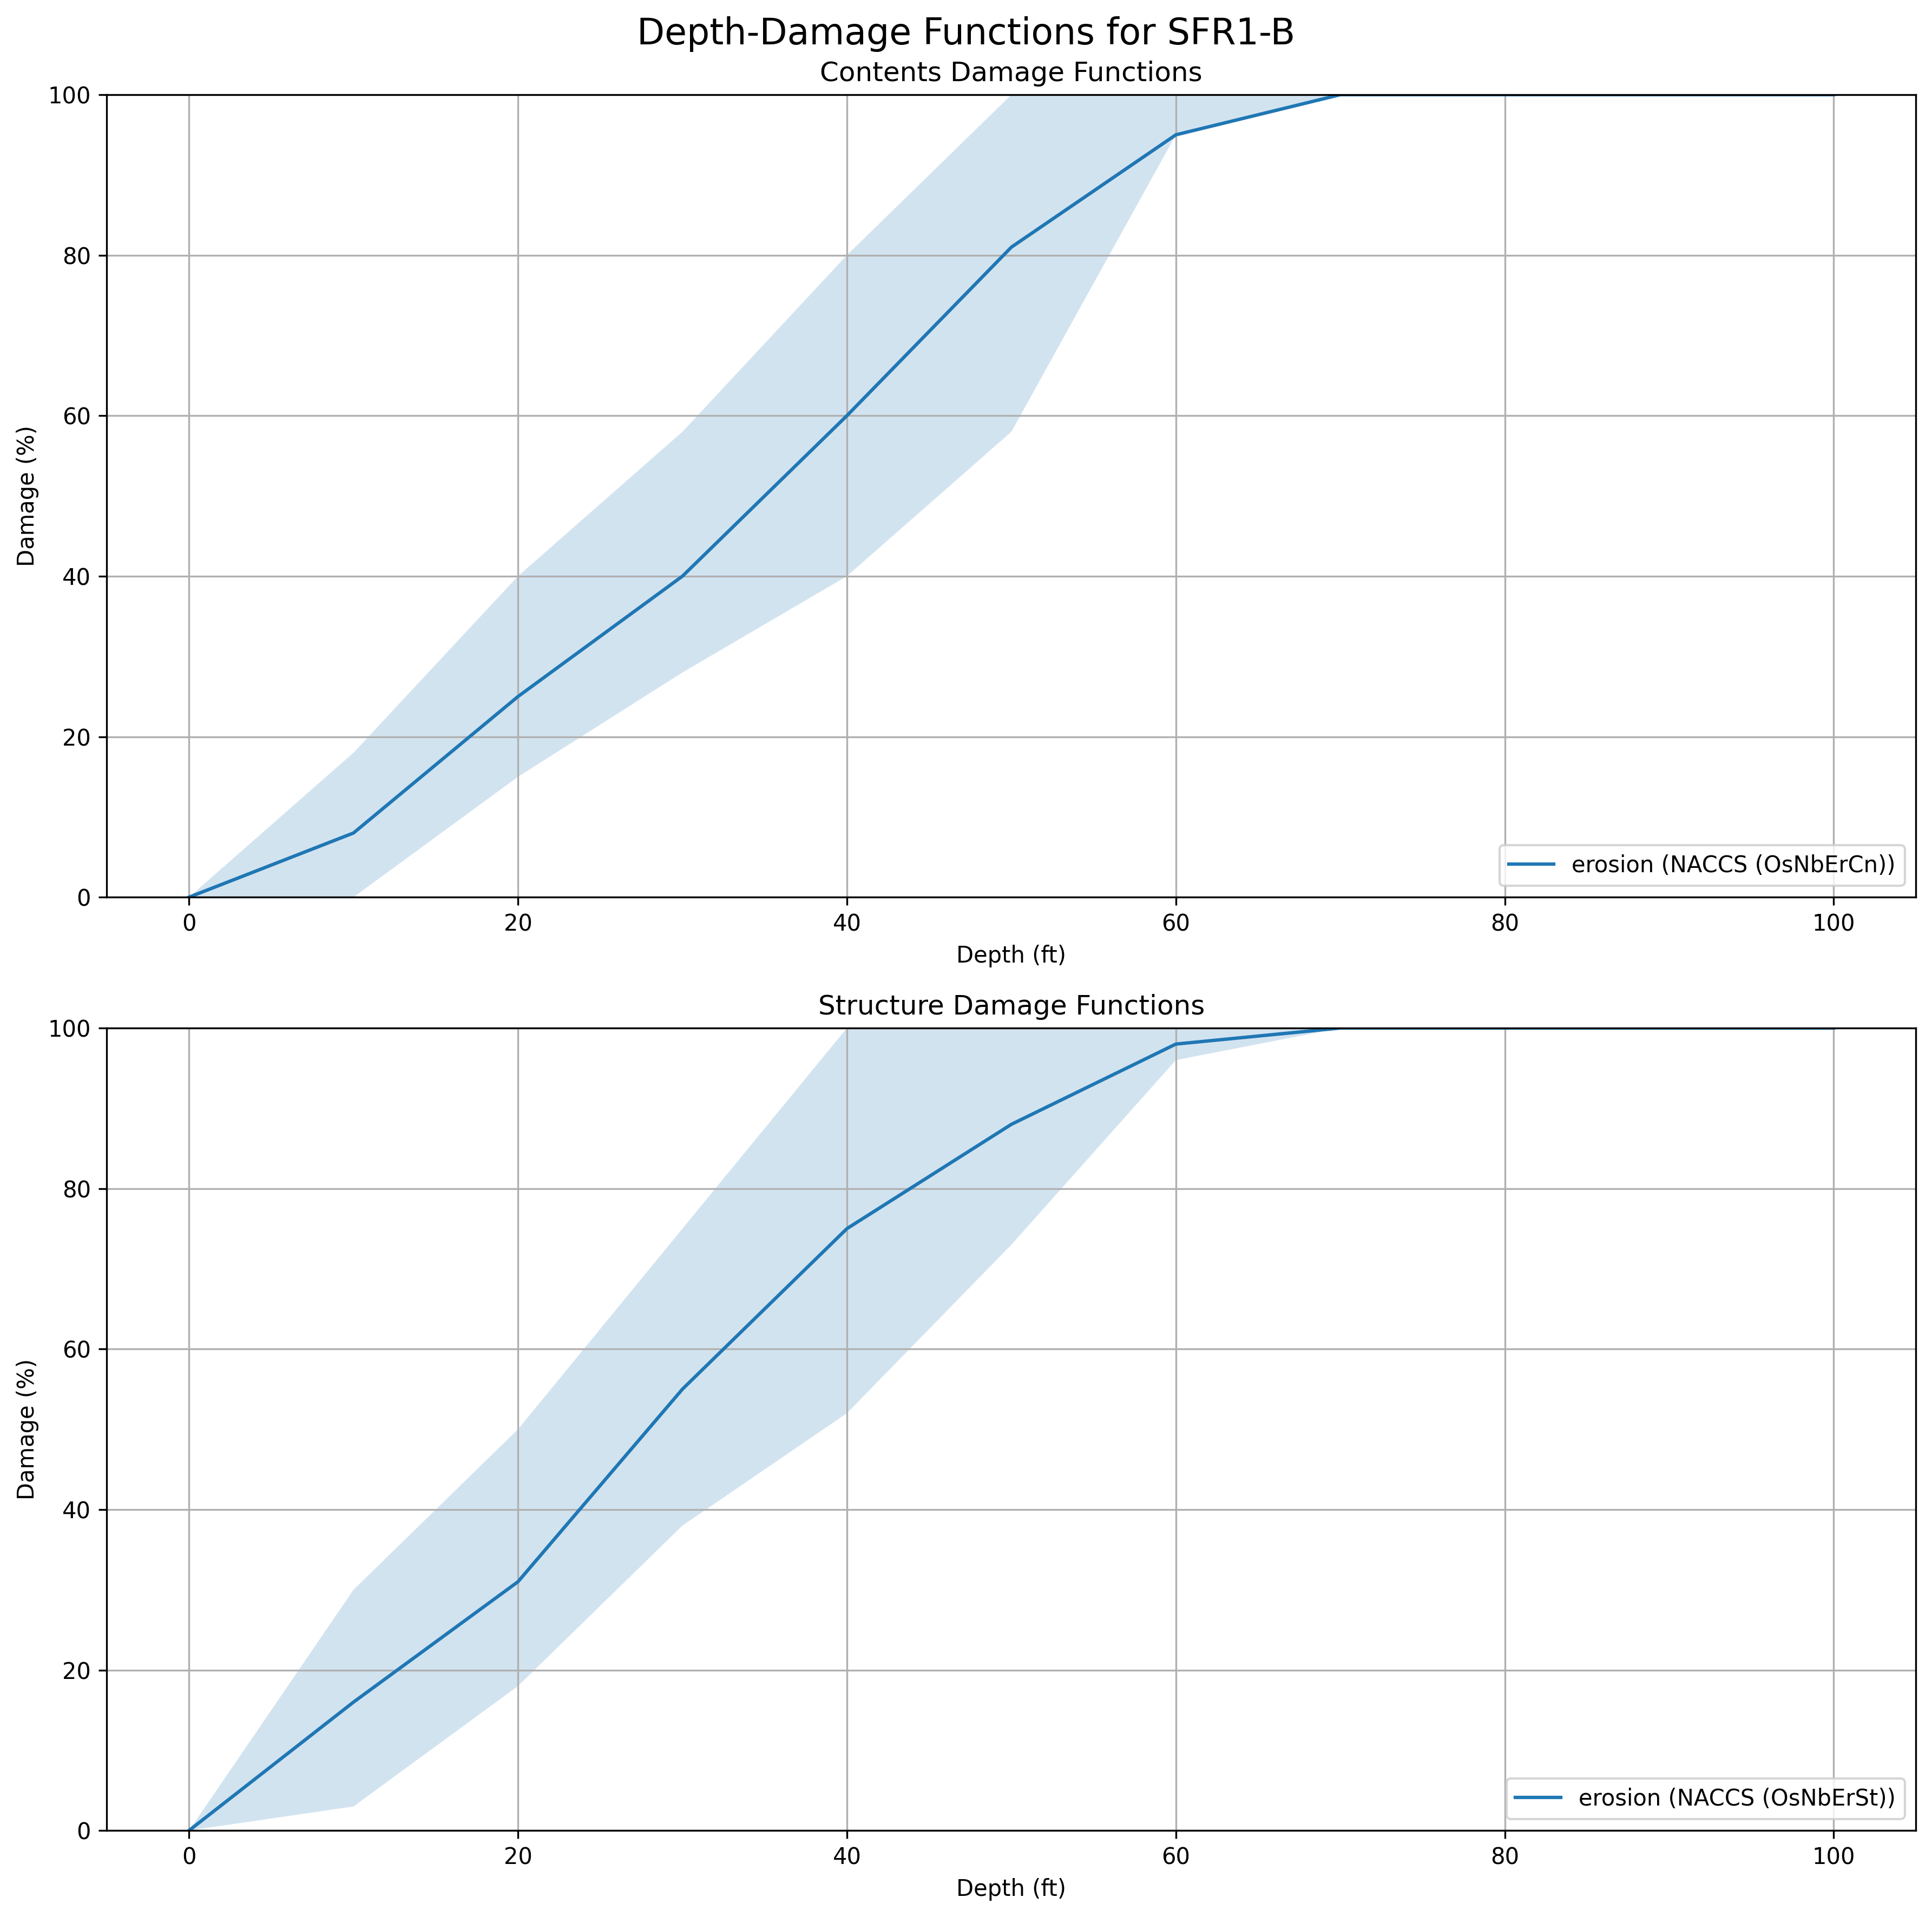 Depth-Damage Functions for SFR1-B
Contents Damage Functions
100
80
60
40
20
0
Damage (%)
erosion (NACCS (OsNbErCn))
0 20 40 60 80 100
Depth (ft)
Structure Damage Functions
100
80
60
40
20
0
Damage (%)
erosion (NACCS (OsNbErSt))
0 20 40 60 80 100
Depth (ft)